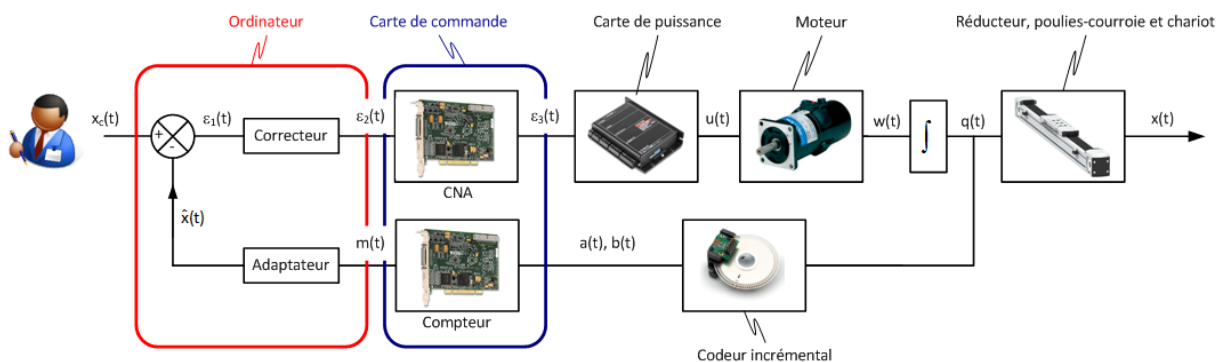 Ordinateur
Carte de commande
Carte de puissance
Moteur
Réducteur, poulies-courroie et chariot
x_c(t)
+
-
ε₁(t)
Correcteur
ε₂(t)
CNA
ε₃(t)
u(t)
w(t)
∫
q(t)
x(t)
x̂(t)
Adaptateur
m(t)
Compteur
a(t), b(t)
Codeur incrémental